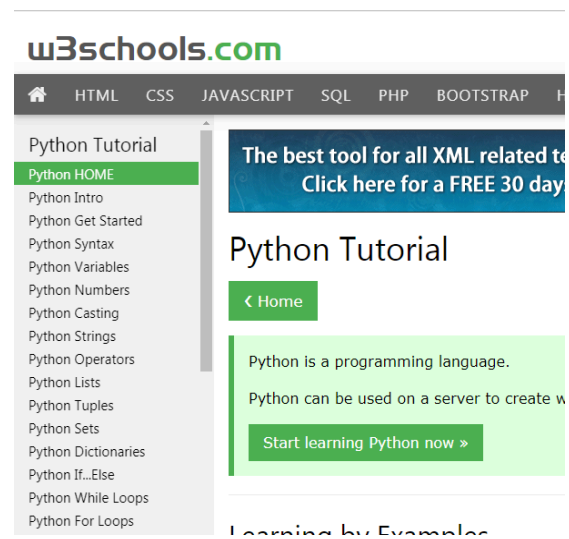 w3schools.com
HTML CSS JAVASCRIPT SQL PHP BOOTSTRAP
Python Tutorial
Python HOME
Python Intro
Python Get Started
Python Syntax
Python Variables
Python Numbers
Python Casting
Python Strings
Python Operators
Python Lists
Python Tuples
Python Sets
Python Dictionaries
Python If...Else
Python While Loops
Python For Loops
The best tool for all XML related
Click here for a FREE 30 day
Python Tutorial
❮ Home
Python is a programming language.
Python can be used on a server to create
Start learning Python now »
Learning by Examples